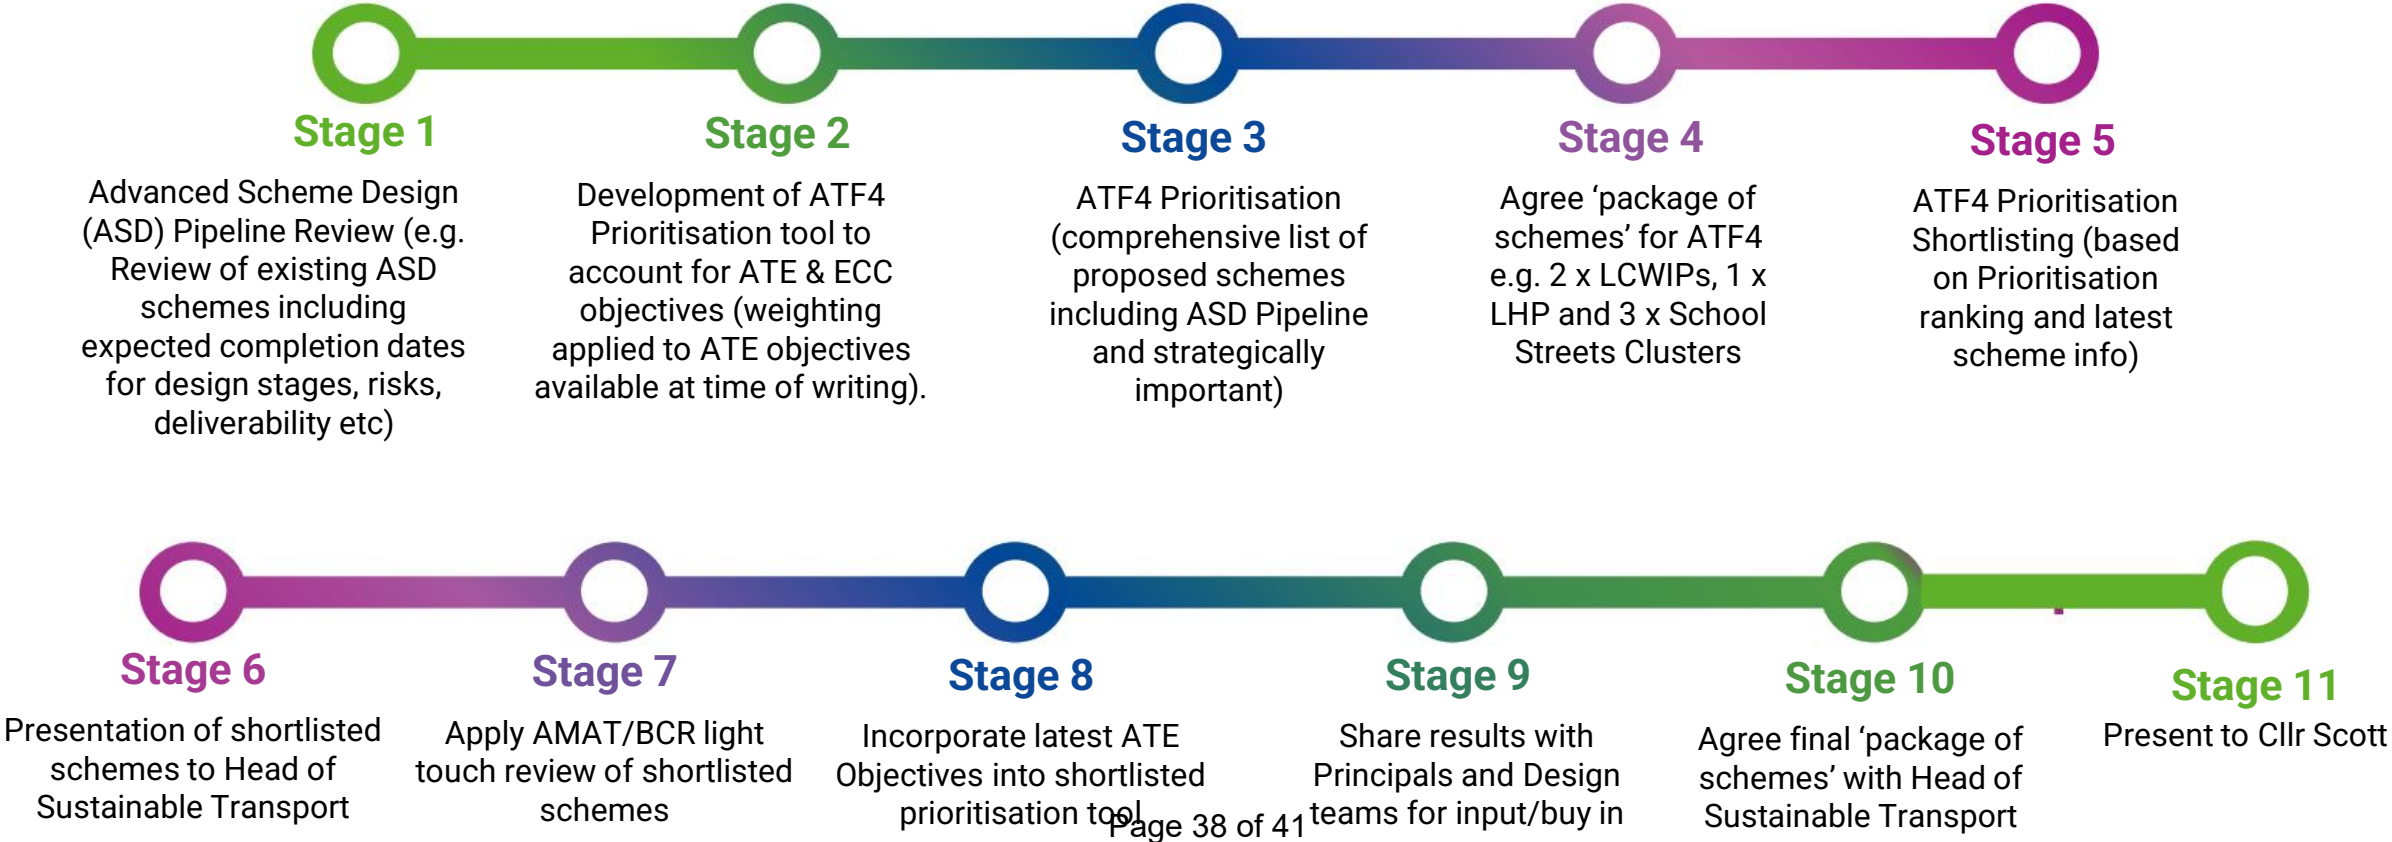 Stage 1
Advanced Scheme Design
(ASD) Pipeline Review (e.g.
Review of existing ASD
schemes including
expected completion dates
for design stages, risks,
deliverability etc)
Stage 2
Development of ATF4
Prioritisation tool to
account for ATE & ECC
objectives (weighting
applied to ATE objectives
available at time of writing).
Stage 3
ATF4 Prioritisation
(comprehensive list of
proposed schemes
including ASD Pipeline
and strategically
important)
Stage 4
Agree ‘package of
schemes’ for ATF4
e.g. 2 x LCWIPs, 1 x
LHP and 3 x School
Streets Clusters
Stage 5
ATF4 Prioritisation
Shortlisting (based
on Prioritisation
ranking and latest
scheme info)
Stage 6
Presentation of shortlisted
schemes to Head of
Sustainable Transport
Stage 7
Apply AMAT/BCR light
touch review of shortlisted
schemes
Stage 8
Incorporate latest ATE
Objectives into shortlisted
prioritisation tool
Stage 9
Share results with
Principals and Design
teams for input/buy in
Stage 10
Agree final ‘package of
schemes’ with Head of
Sustainable Transport
Stage 11
Present to Cllr Scott
Page 38 of 41